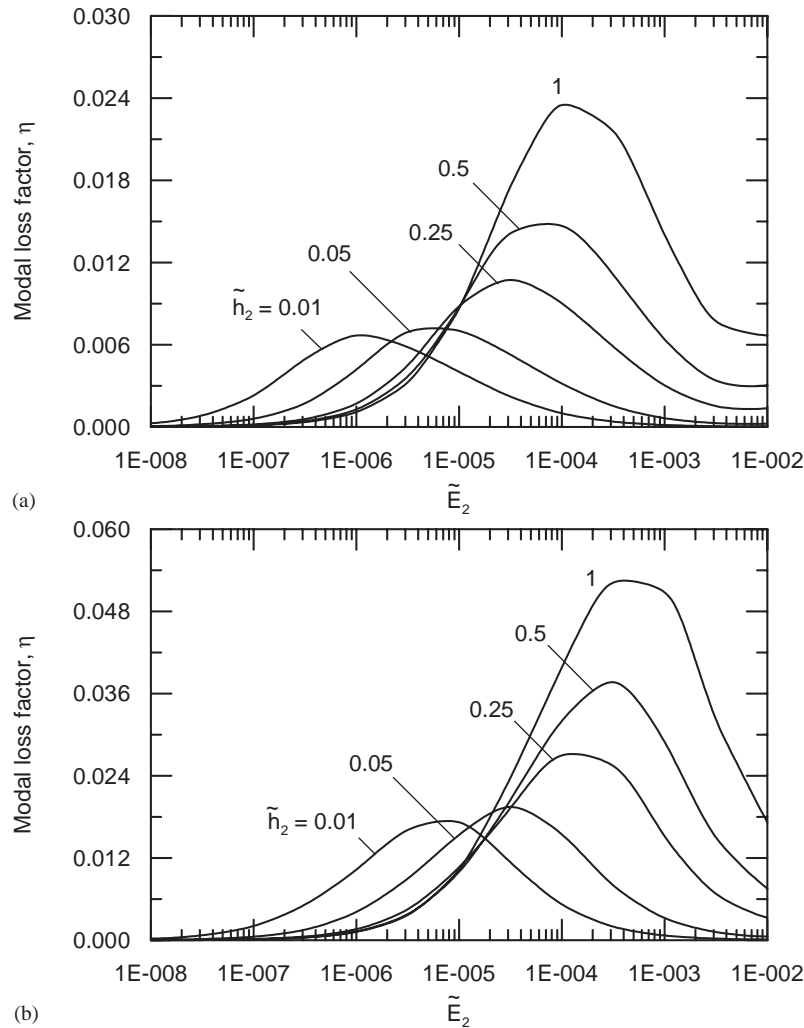 0.030
0.024
0.018
0.012
0.006
0.000
Modal loss factor, η
1
0.5
0.25
0.05
h̃₂ = 0.01
1E-008 1E-007 1E-006 1E-005 1E-004 1E-003 1E-002
Ẽ₂
(a)
0.060
0.048
0.036
0.024
0.012
0.000
Modal loss factor, η
1
0.5
0.25
0.05
h̃₂ = 0.01
1E-008 1E-007 1E-006 1E-005 1E-004 1E-003 1E-002
Ẽ₂
(b)